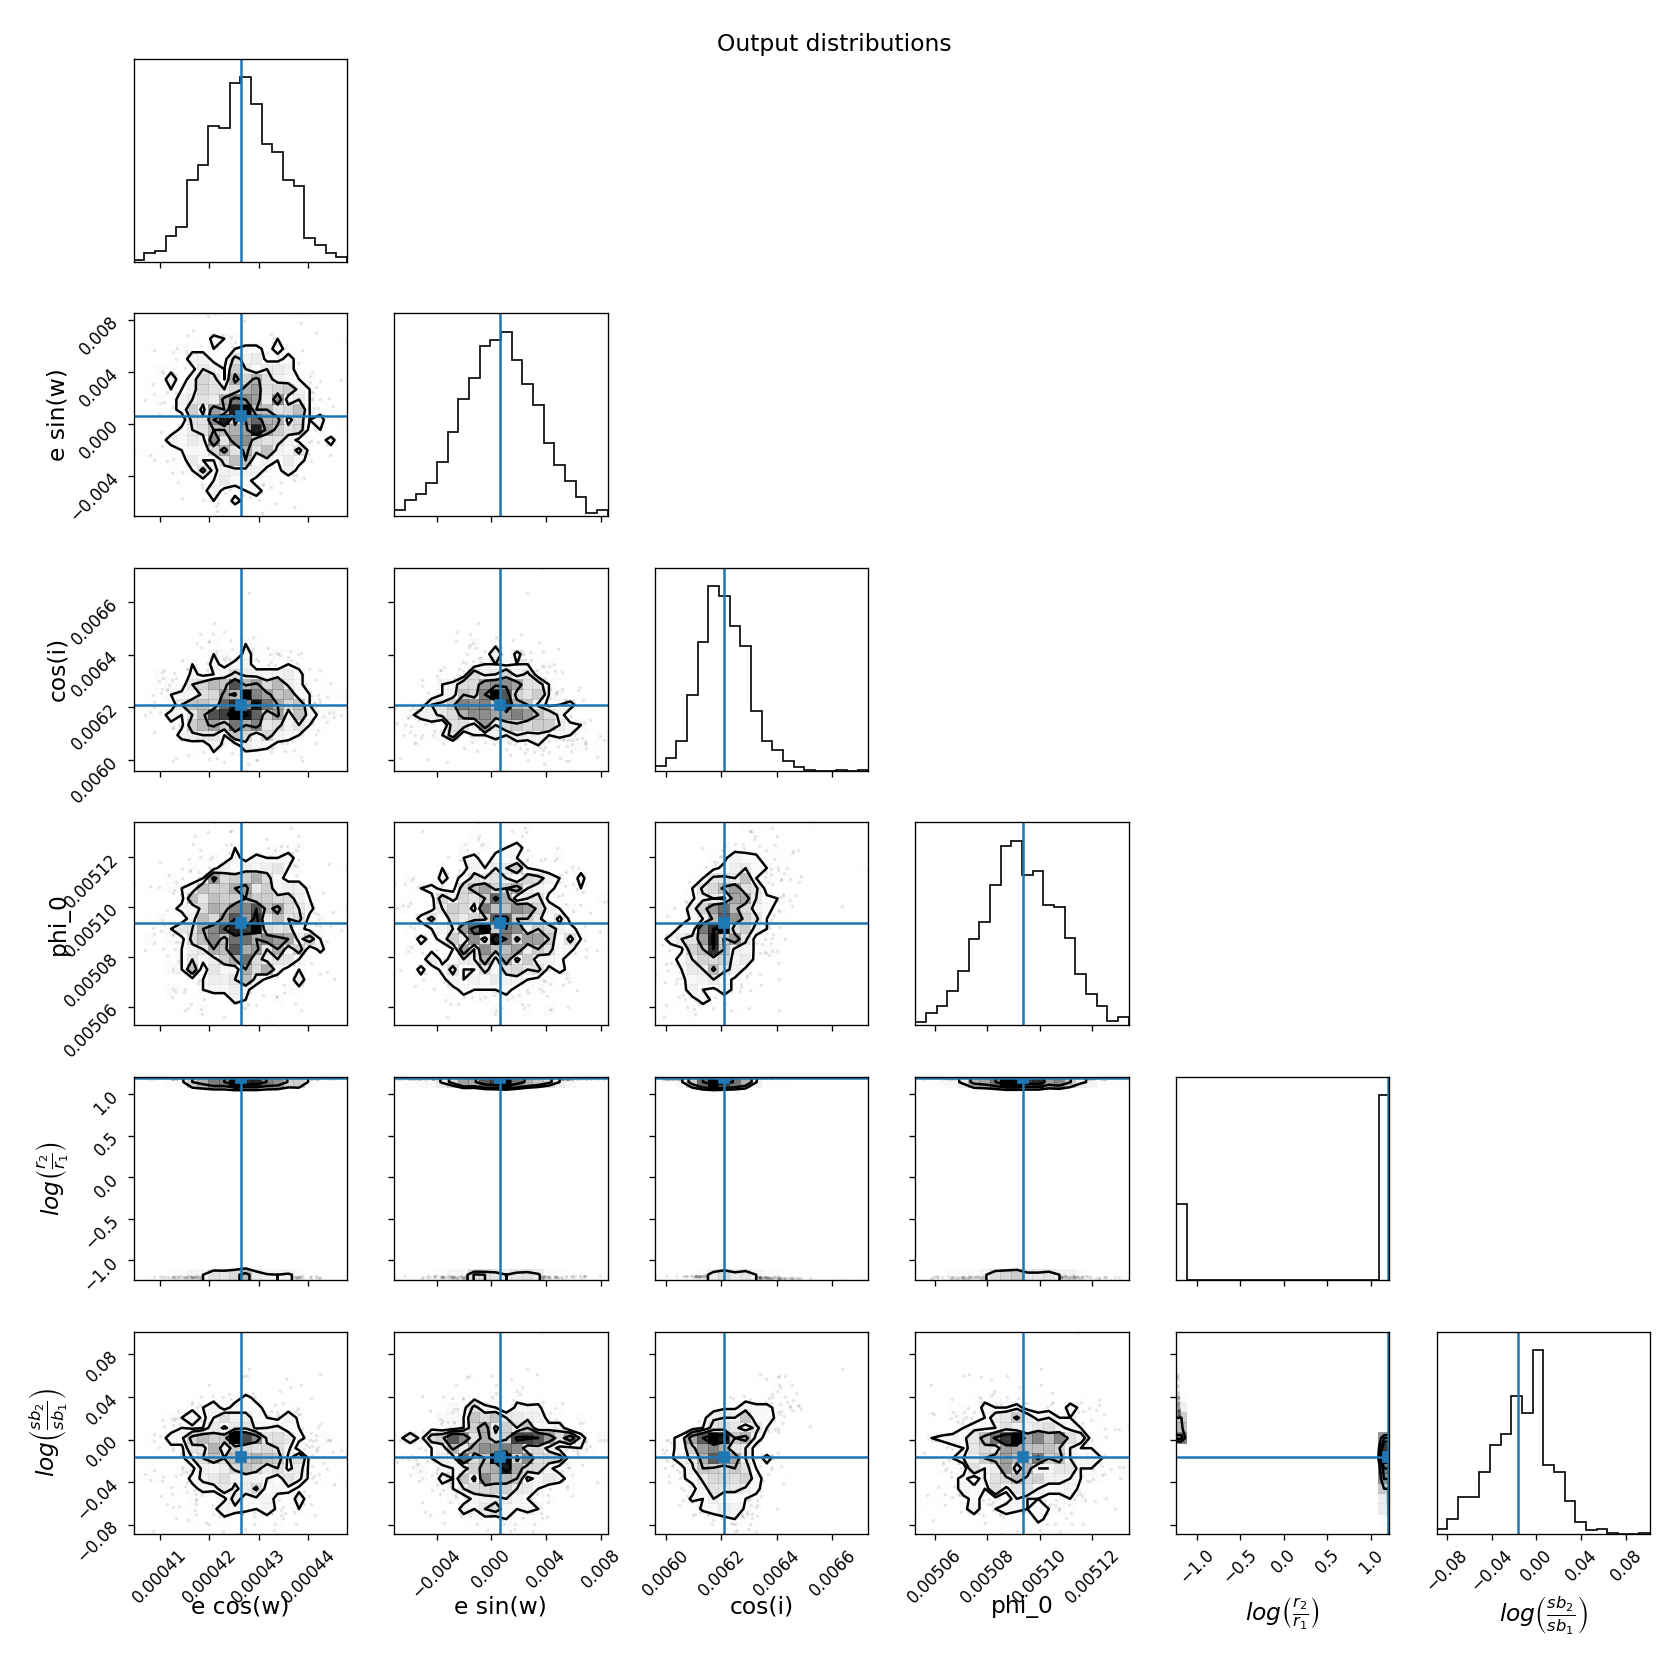 Output distributions
0.008
0.004
0.000
−0.004
e sin(w)
0.0066
0.0064
0.0062
0.0060
cos(i)
0.00512
0.00510
0.00508
0.00506
phi_0
1.0
0.5
0.0
−0.5
−1.0
log(r₂/r₁)
0.08
0.04
0.00
−0.04
−0.08
log(sb₂/sb₁)
0.00041 0.00042 0.00043 0.00044
−0.004 0.000 0.004 0.008
0.0060 0.0062 0.0064 0.0066
0.005506 0.005508 0.005510 0.005512
−1.0 −0.5 0.0 0.5 1.0
−0.08 −0.04 0.00 0.04 0.08
e cos(w)
e sin(w)
cos(i)
phi_0
log(r₂/r₁)
log(sb₂/sb₁)